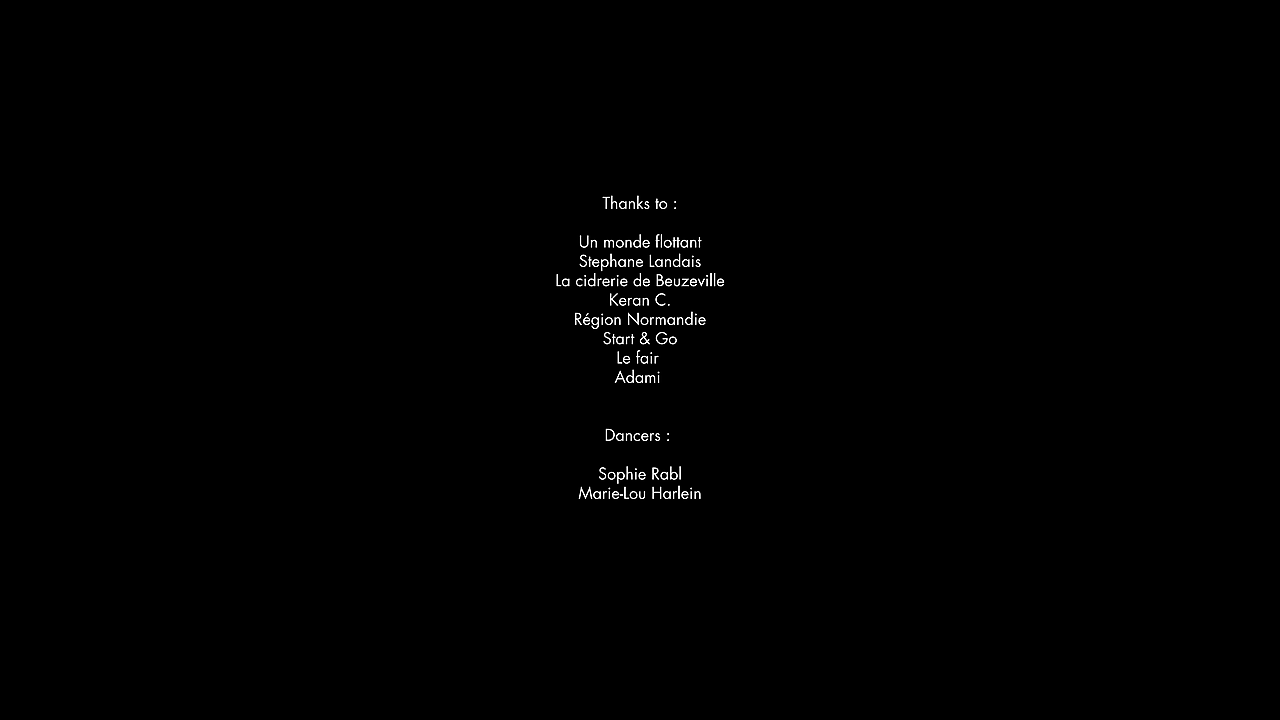 Thanks to :
Un monde flottant
Stephane Landais
La cidrerie de Beuzeville
Keran C.
Région Normandie
Start & Go
Le fair
Adami
Dancers :
Sophie Rabl
Marie-Lou Harlein